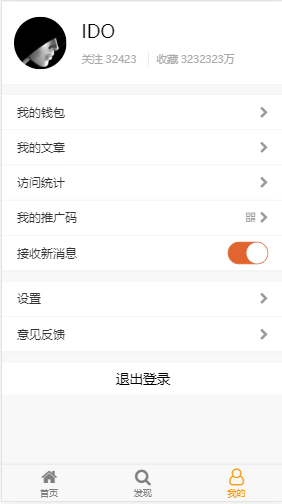 IDO
关注 32423 收藏 3232323万
我的钱包
我的文章
访问统计
我的推广码
接收新消息
设置
意见反馈
退出登录
首页 发现 我的